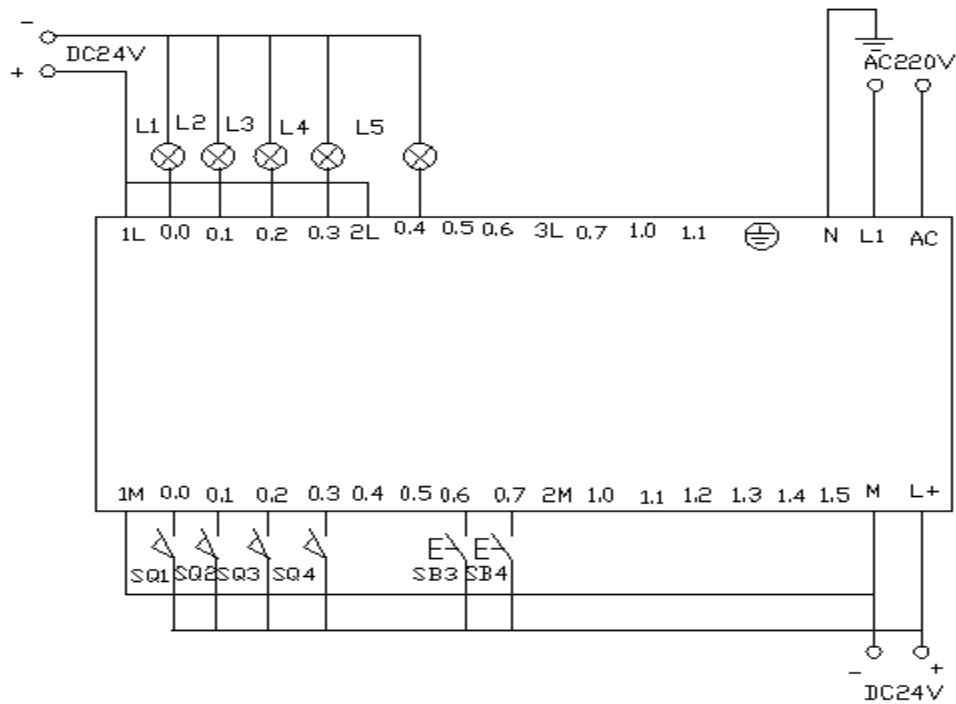 -
DC24V
+
AC220V
L1 L2 L3 L4 L5
1L 0.0 0.1 0.2 0.3 2L 0.4 0.5 0.6 3L 0.7 1.0 1.1 N L1 AC
1M 0.0 0.1 0.2 0.3 0.4 0.5 0.6 0.7 2M 1.0 1.1 1.2 1.3 1.4 1.5 M L+
SQ1 SQ2 SQ3 SQ4 SB3 SB4
- +
DC24V